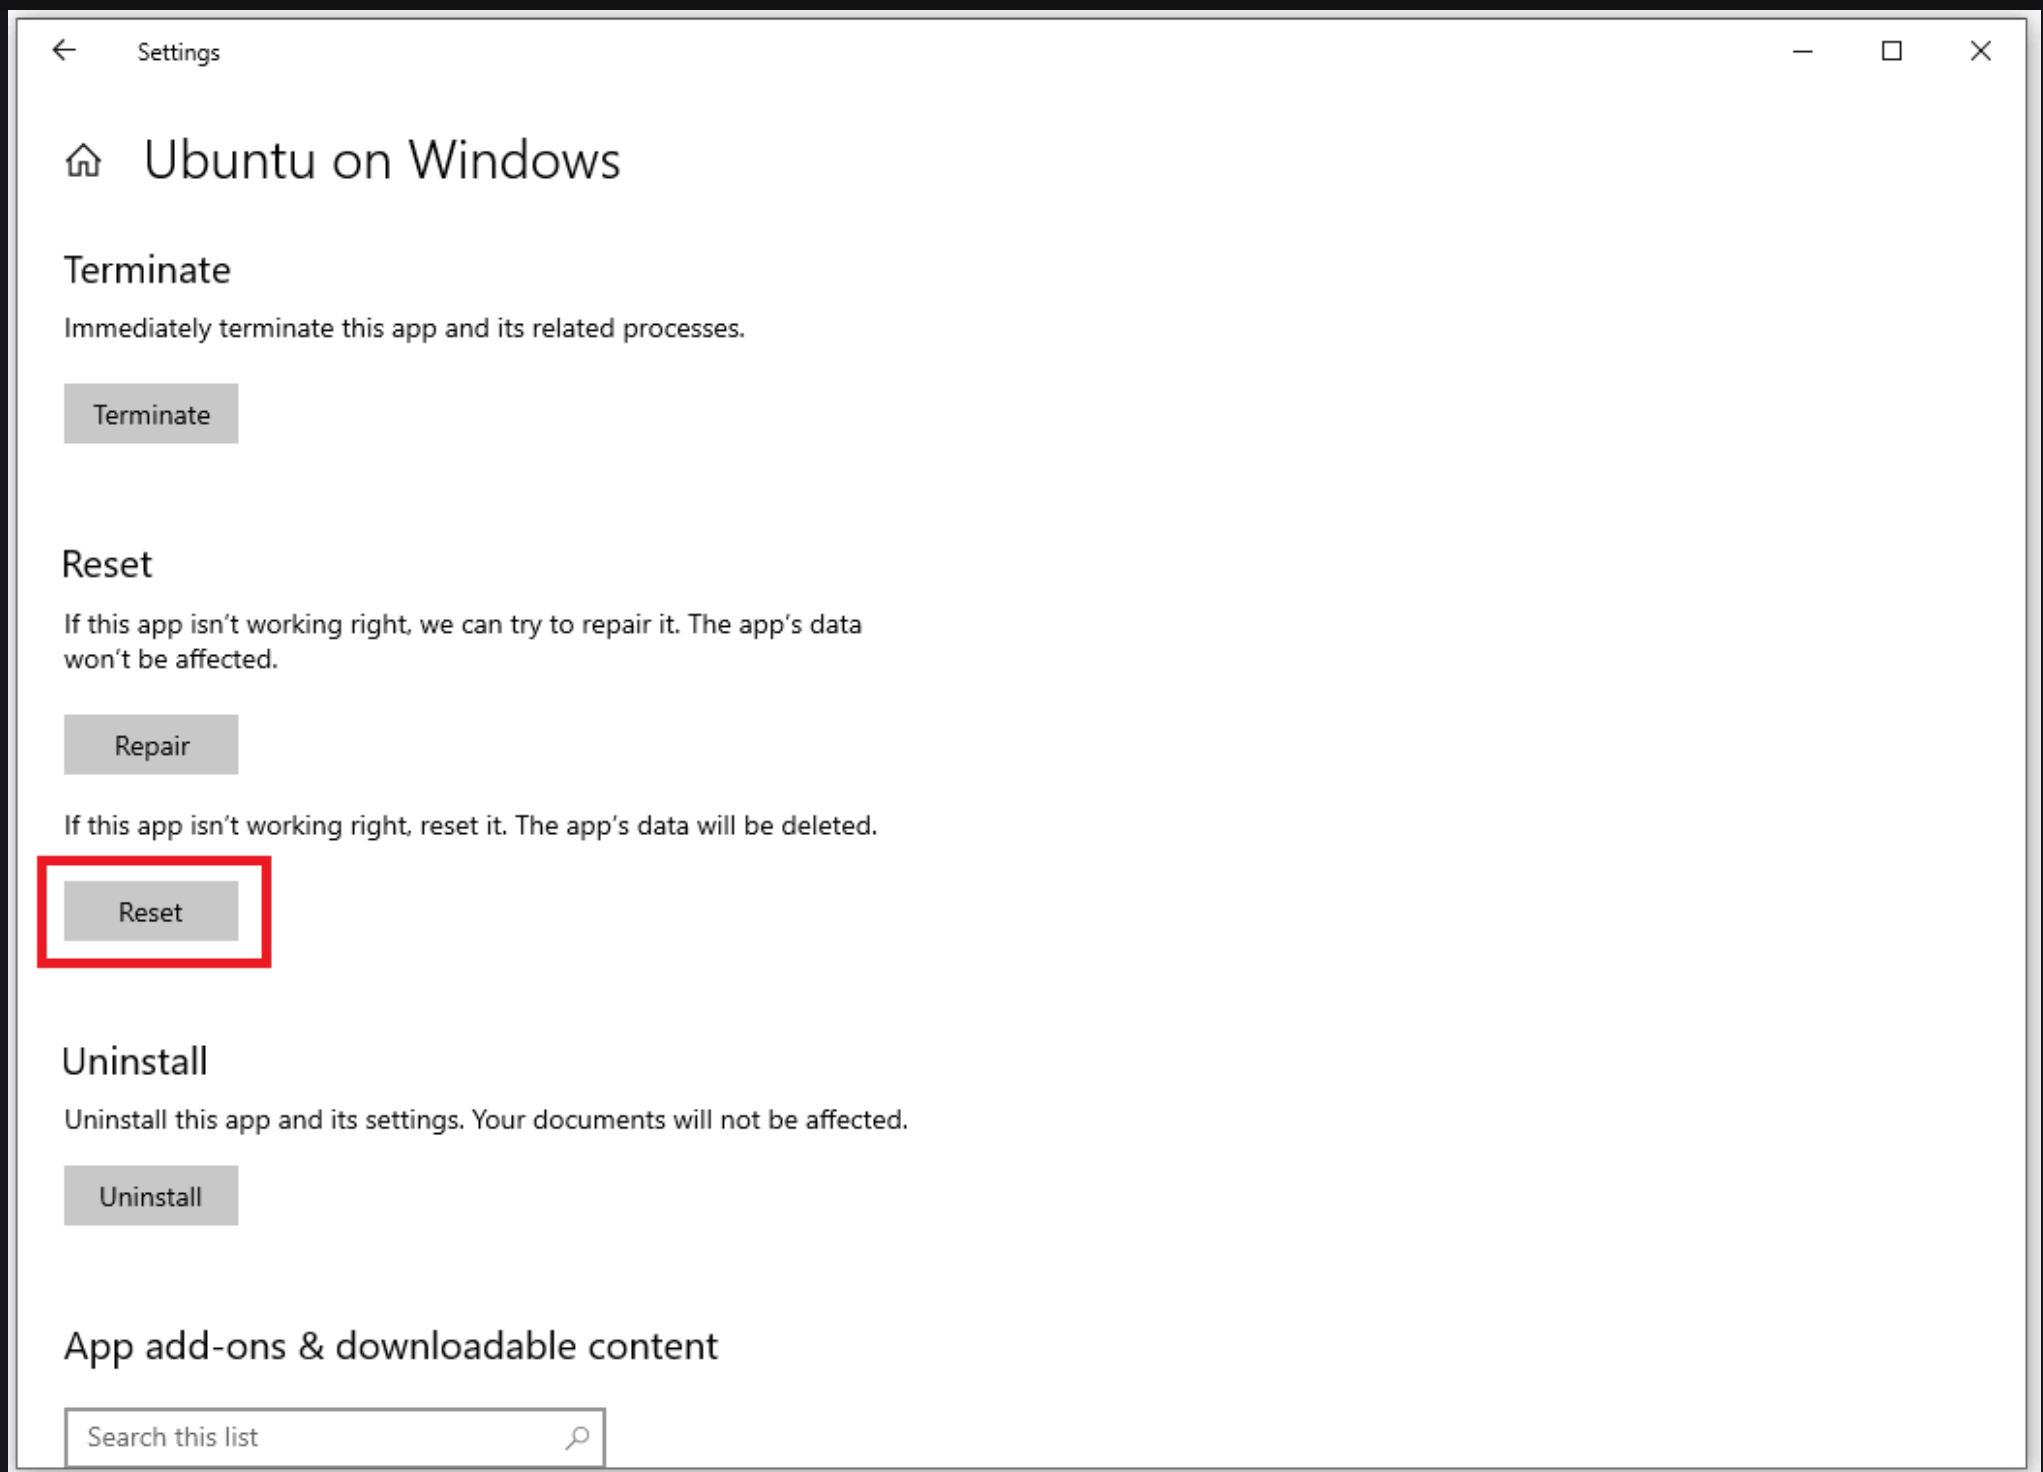 Settings
Ubuntu on Windows
Terminate
Immediately terminate this app and its related processes.
Terminate
Reset
If this app isn’t working right, we can try to repair it. The app’s data
won’t be affected.
Repair
If this app isn’t working right, reset it. The app’s data will be deleted.
Reset
Uninstall
Uninstall this app and its settings. Your documents will not be affected.
Uninstall
App add-ons & downloadable content
Search this list